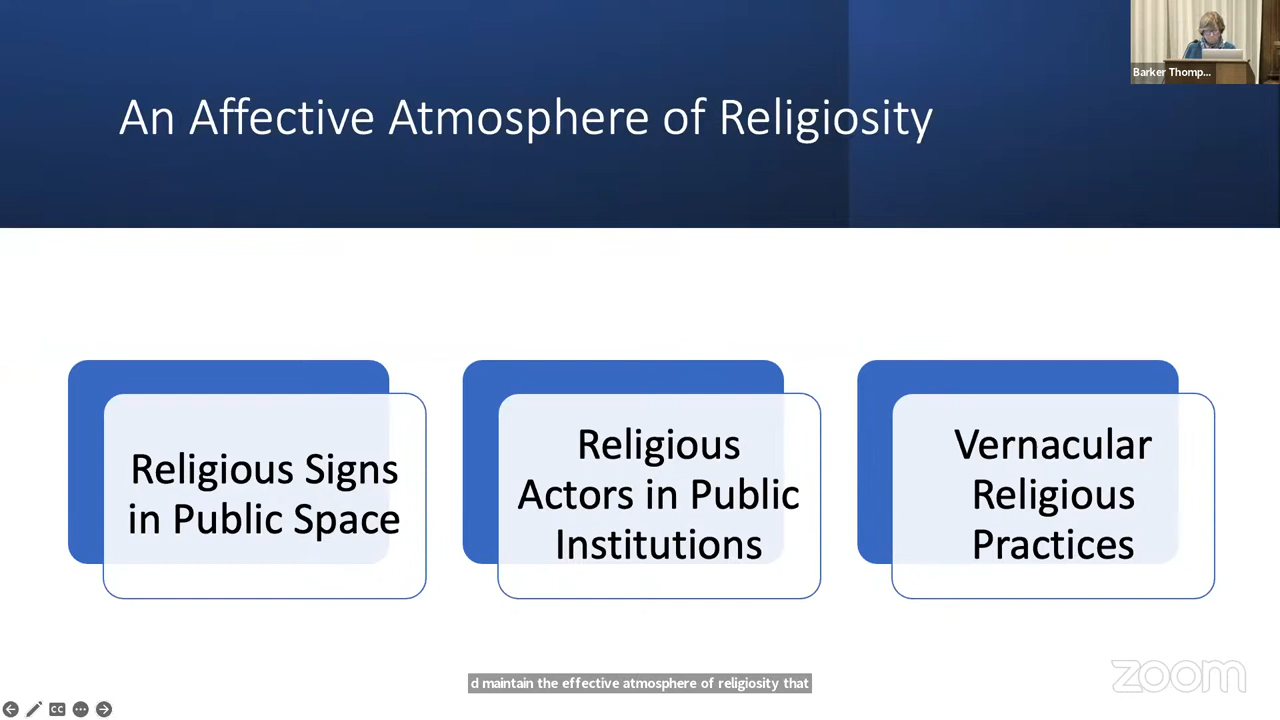 An Affective Atmosphere of Religiosity
Barker Thomp...
Religious Signs
in Public Space
Religious
Actors in Public
Institutions
Vernacular
Religious
Practices
d maintain the effective atmosphere of religiosity that
zoom
CC